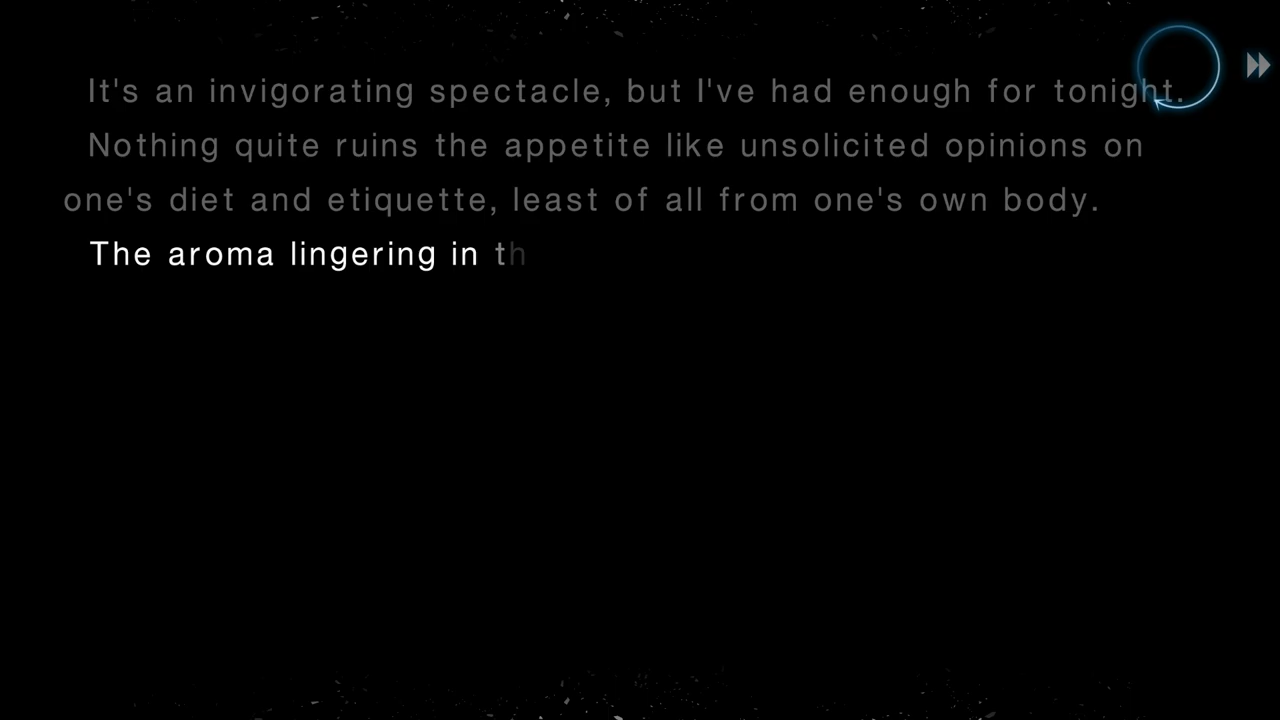 It's an invigorating spectacle, but I've had enough for tonight.
Nothing quite ruins the appetite like unsolicited opinions on
one's diet and etiquette, least of all from one's own body.
The aroma lingering in th